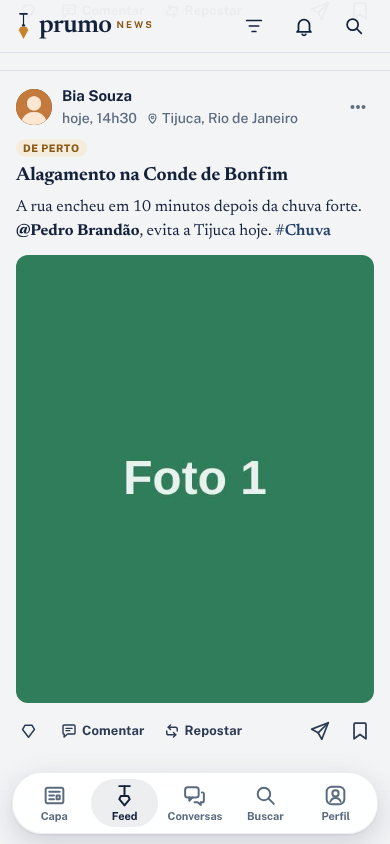 Comentar
Repostar
prumo NEWS
Bia Souza
hoje, 14h30 Tijuca, Rio de Janeiro
DE PERTO
Alagamento na Conde de Bonfim
A rua encheu em 10 minutos depois da chuva forte.
@Pedro Brandão, evita a Tijuca hoje. #Chuva
Foto 1
Comentar
Repostar
Capa
Feed
Conversas
Buscar
Perfil